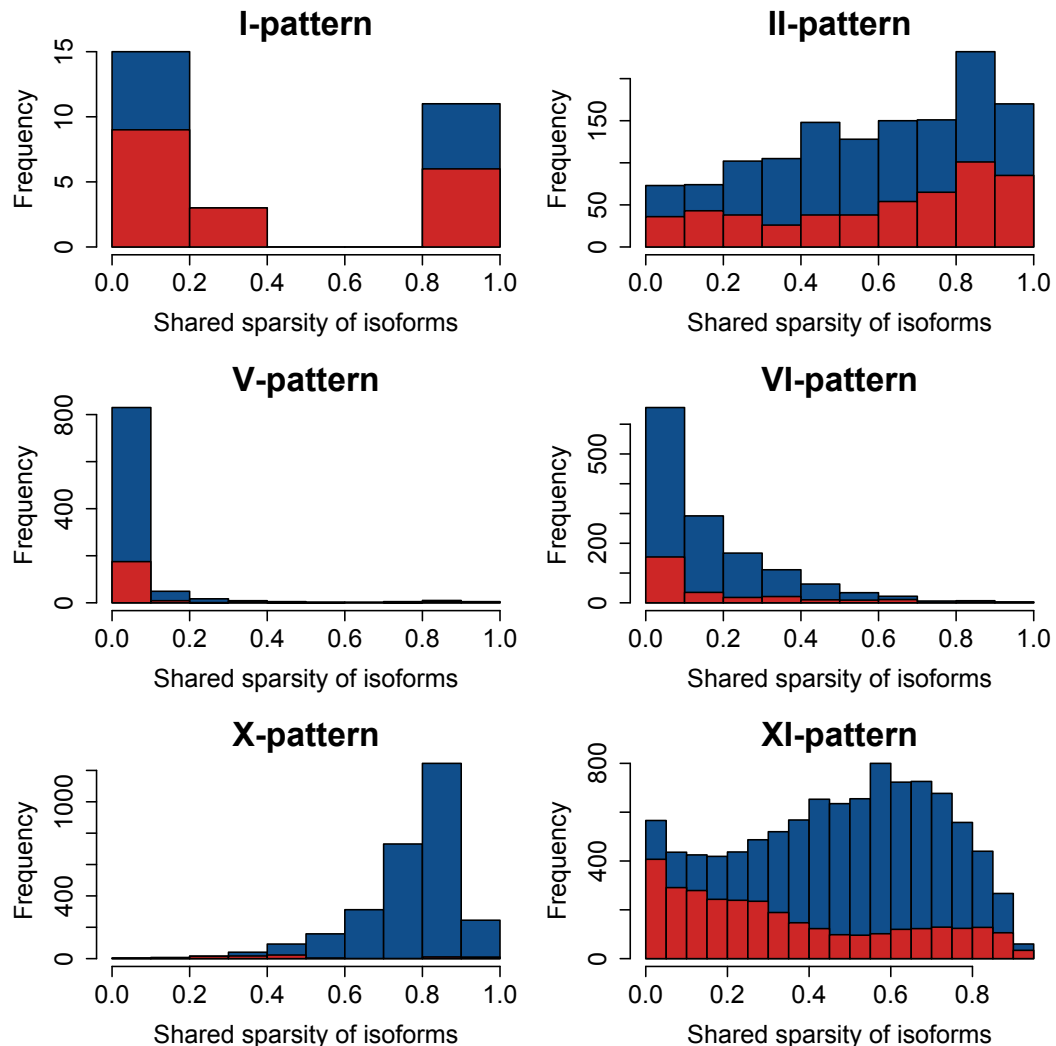 I-pattern
Frequency
15
10
5
0
0.0 0.2 0.4 0.6 0.8 1.0
Shared sparsity of isoforms
II-pattern
Frequency
150
50
0
0.0 0.2 0.4 0.6 0.8 1.0
Shared sparsity of isoforms
V-pattern
Frequency
800
400
0
0.0 0.2 0.4 0.6 0.8 1.0
Shared sparsity of isoforms
VI-pattern
Frequency
500
200
0
0.0 0.2 0.4 0.6 0.8 1.0
Shared sparsity of isoforms
X-pattern
Frequency
1000
400
0
0.0 0.2 0.4 0.6 0.8 1.0
Shared sparsity of isoforms
XI-pattern
Frequency
800
400
0
0.0 0.2 0.4 0.6 0.8
Shared sparsity of isoforms